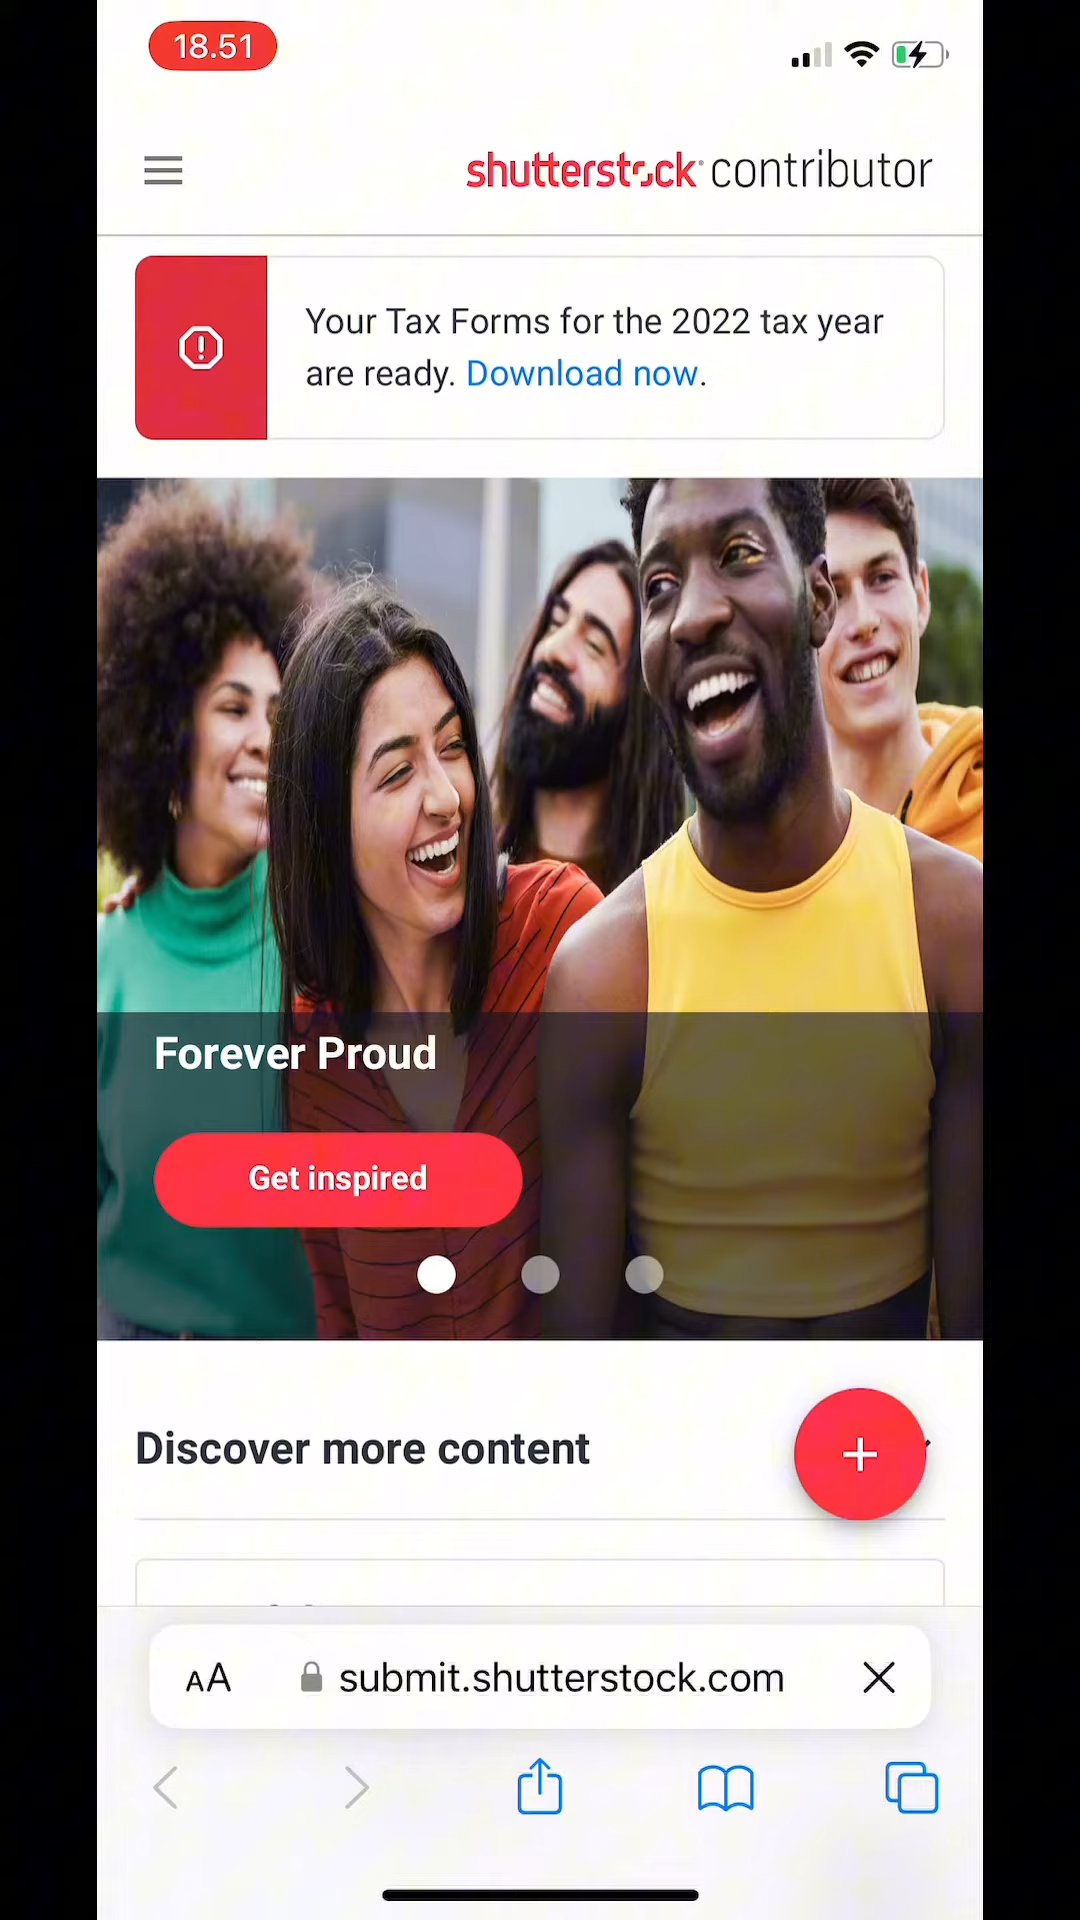 18.51
shutterstock contributor
Your Tax Forms for the 2022 tax year
are ready. Download now.
Forever Proud
Get inspired
Discover more content
+
AA submit.shutterstock.com